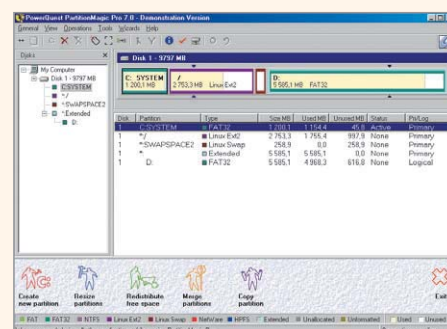 PowerQuest PartitionMagic Pro 7.0 - Demonstration Version
General View Operations Tools Wizards Help
Disks
Disk 1 - 9797 MB
My Computer
Disk 1 - 9797 MB
C:SYSTEM
*:/
*:SWAPSPACE2
*:Extended
D:
C: SYSTEM
1 200,1 MB
/
2 753,3 MB Linux Ext2
D:
5 585,1 MB FAT32
Disk Partition Type Size MB Used MB Unused MB Status Pri/Log
1 C:SYSTEM FAT32 1 200,1 1 154,4 45,8 Active Primary
1 *:/ Linux Ext2 2 753,3 1 755,4 997,9 None Primary
1 *:SWAPSPACE2 Linux Swap 258,9 0,0 258,9 None Primary
1 *: Extended 5 585,1 5 585,1 0,0 None Primary
1 D: FAT32 5 585,1 4 968,3 616,8 None Logical
Create new partition
Resize partitions
Redistribute free space
Merge partitions
Copy partition
Exit
FAT FAT32 NTFS Linux Ext2 Linux Swap NetWare HPFS Extended Unallocated Unformatted Used Unused